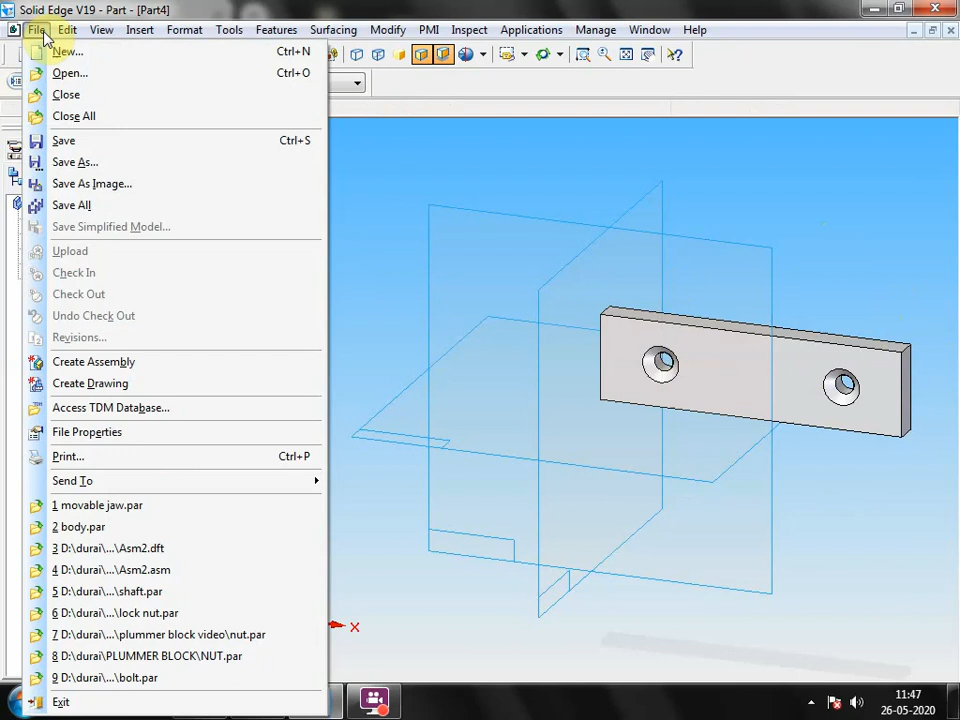 Solid Edge V19 - Part - [Part4]
File Edit View Insert Format Tools Features Surfacing Modify PMI Inspect Applications Manage Window Help
New... Ctrl+N
Open... Ctrl+O
Close
Close All
Save Ctrl+S
Save As...
Save As Image...
Save All
Save Simplified Model...
Upload
Check In
Check Out
Undo Check Out
Revisions...
Create Assembly
Create Drawing
Access TDM Database...
File Properties
Print... Ctrl+P
Send To
1 movable jaw.par
2 body.par
3 D:\durai\...\Asm2.dft
4 D:\durai\...\Asm2.asm
5 D:\durai\...\shaft.par
6 D:\durai\...\lock nut.par
7 D:\durai\...\plummer block video\nut.par
8 D:\durai\PLUMMER BLOCK\NUT.par
9 D:\durai\...\bolt.par
Exit
X
11:47
26-05-2020